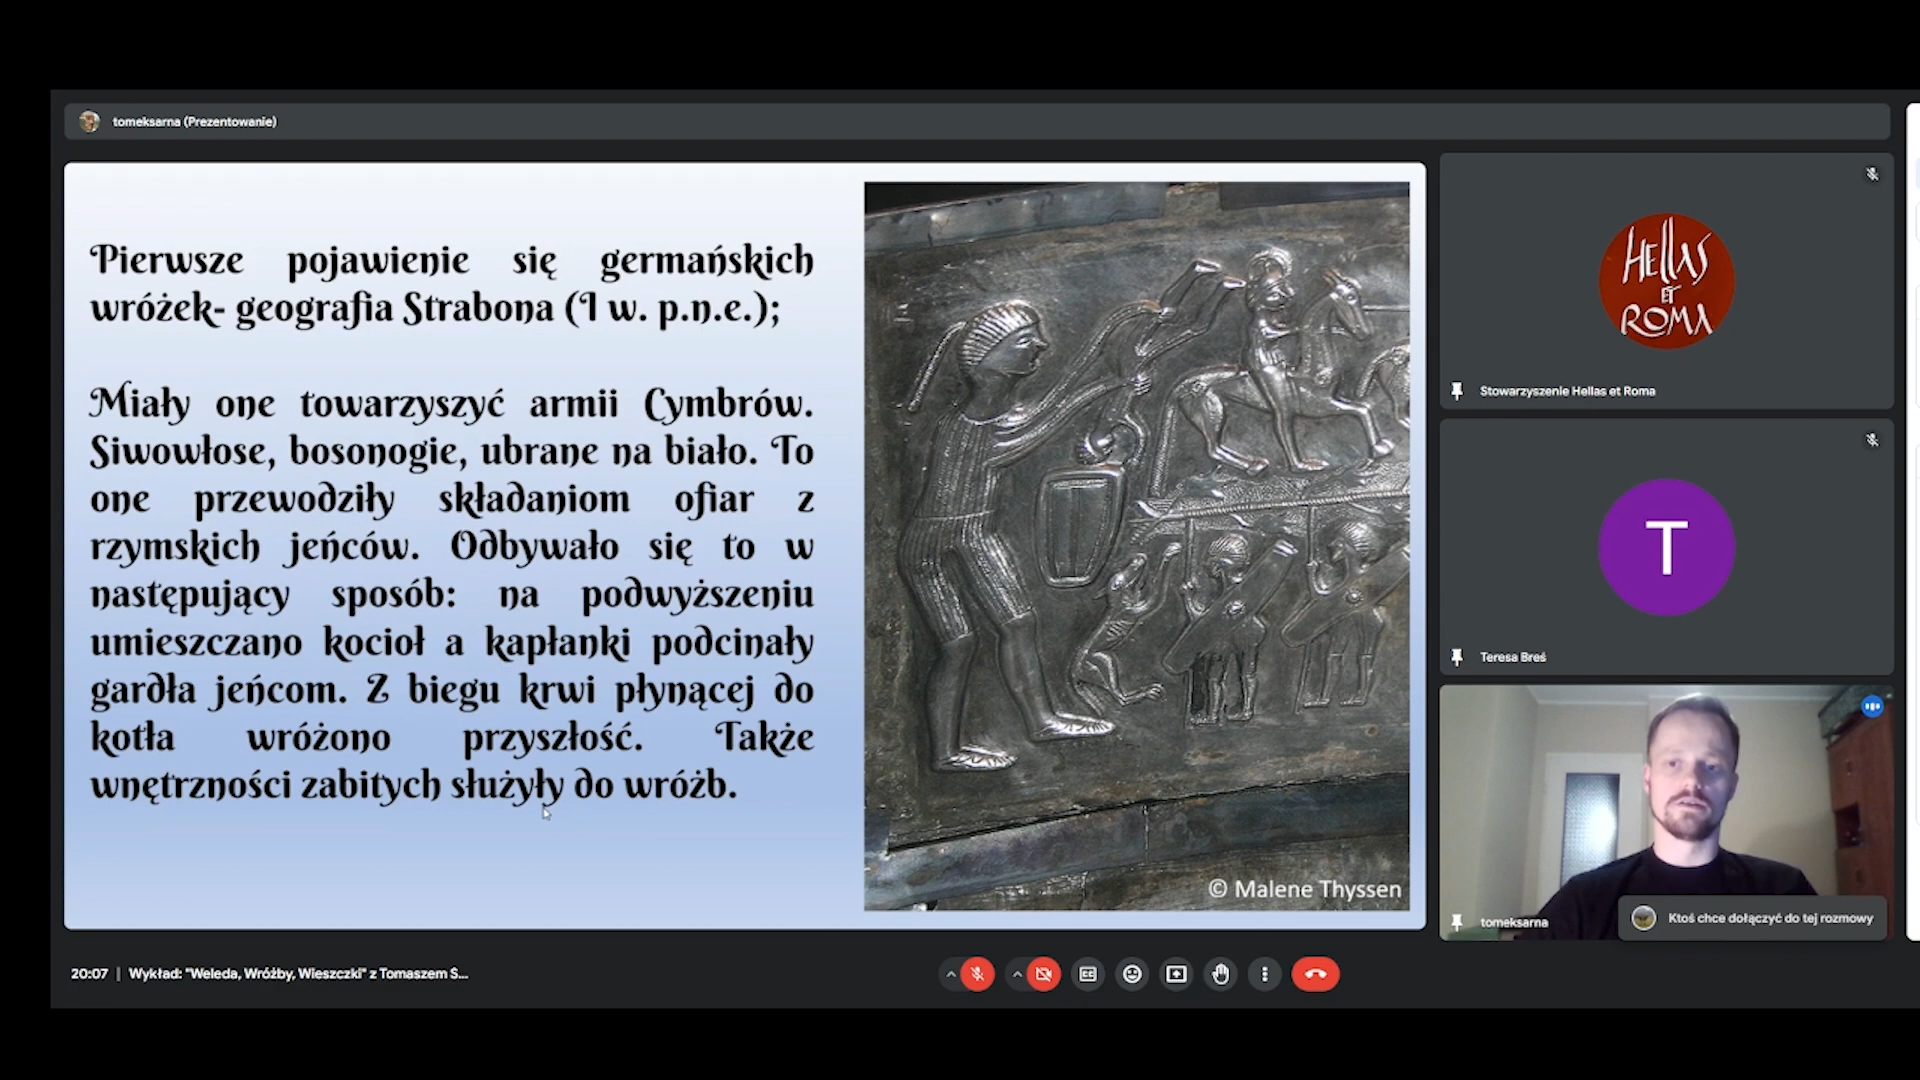 tomeksarna (Prezentowanie)
Pierwsze pojawienie się germańskich
wróżek- geografia Strabona (I w. p.n.e.);
Miały one towarzyszyć armii Cymbrów.
Siwowłose, bosonogie, ubrane na biało. To
one przewodziły składaniom ofiar z
rzymskich jeńców. Odbywało się to w
następujący sposób: na podwyższeniu
umieszczano kocioł a kapłanki podcinały
gardła jeńcom. Z biegu krwi płynącej do
kotła wróżono przyszłość. Także
wnętrzności zabitych służyły do wróżb.
© Malene Thyssen
HELLAS
ET
ROMA
Stowarzyszenie Hellas et Roma
T
Teresa Breś
tomeksarna
Ktoś chce dołączyć do tej rozmowy
20:07 | Wykład: "Weleda, Wróżby, Wieszczki" z Tomaszem S...